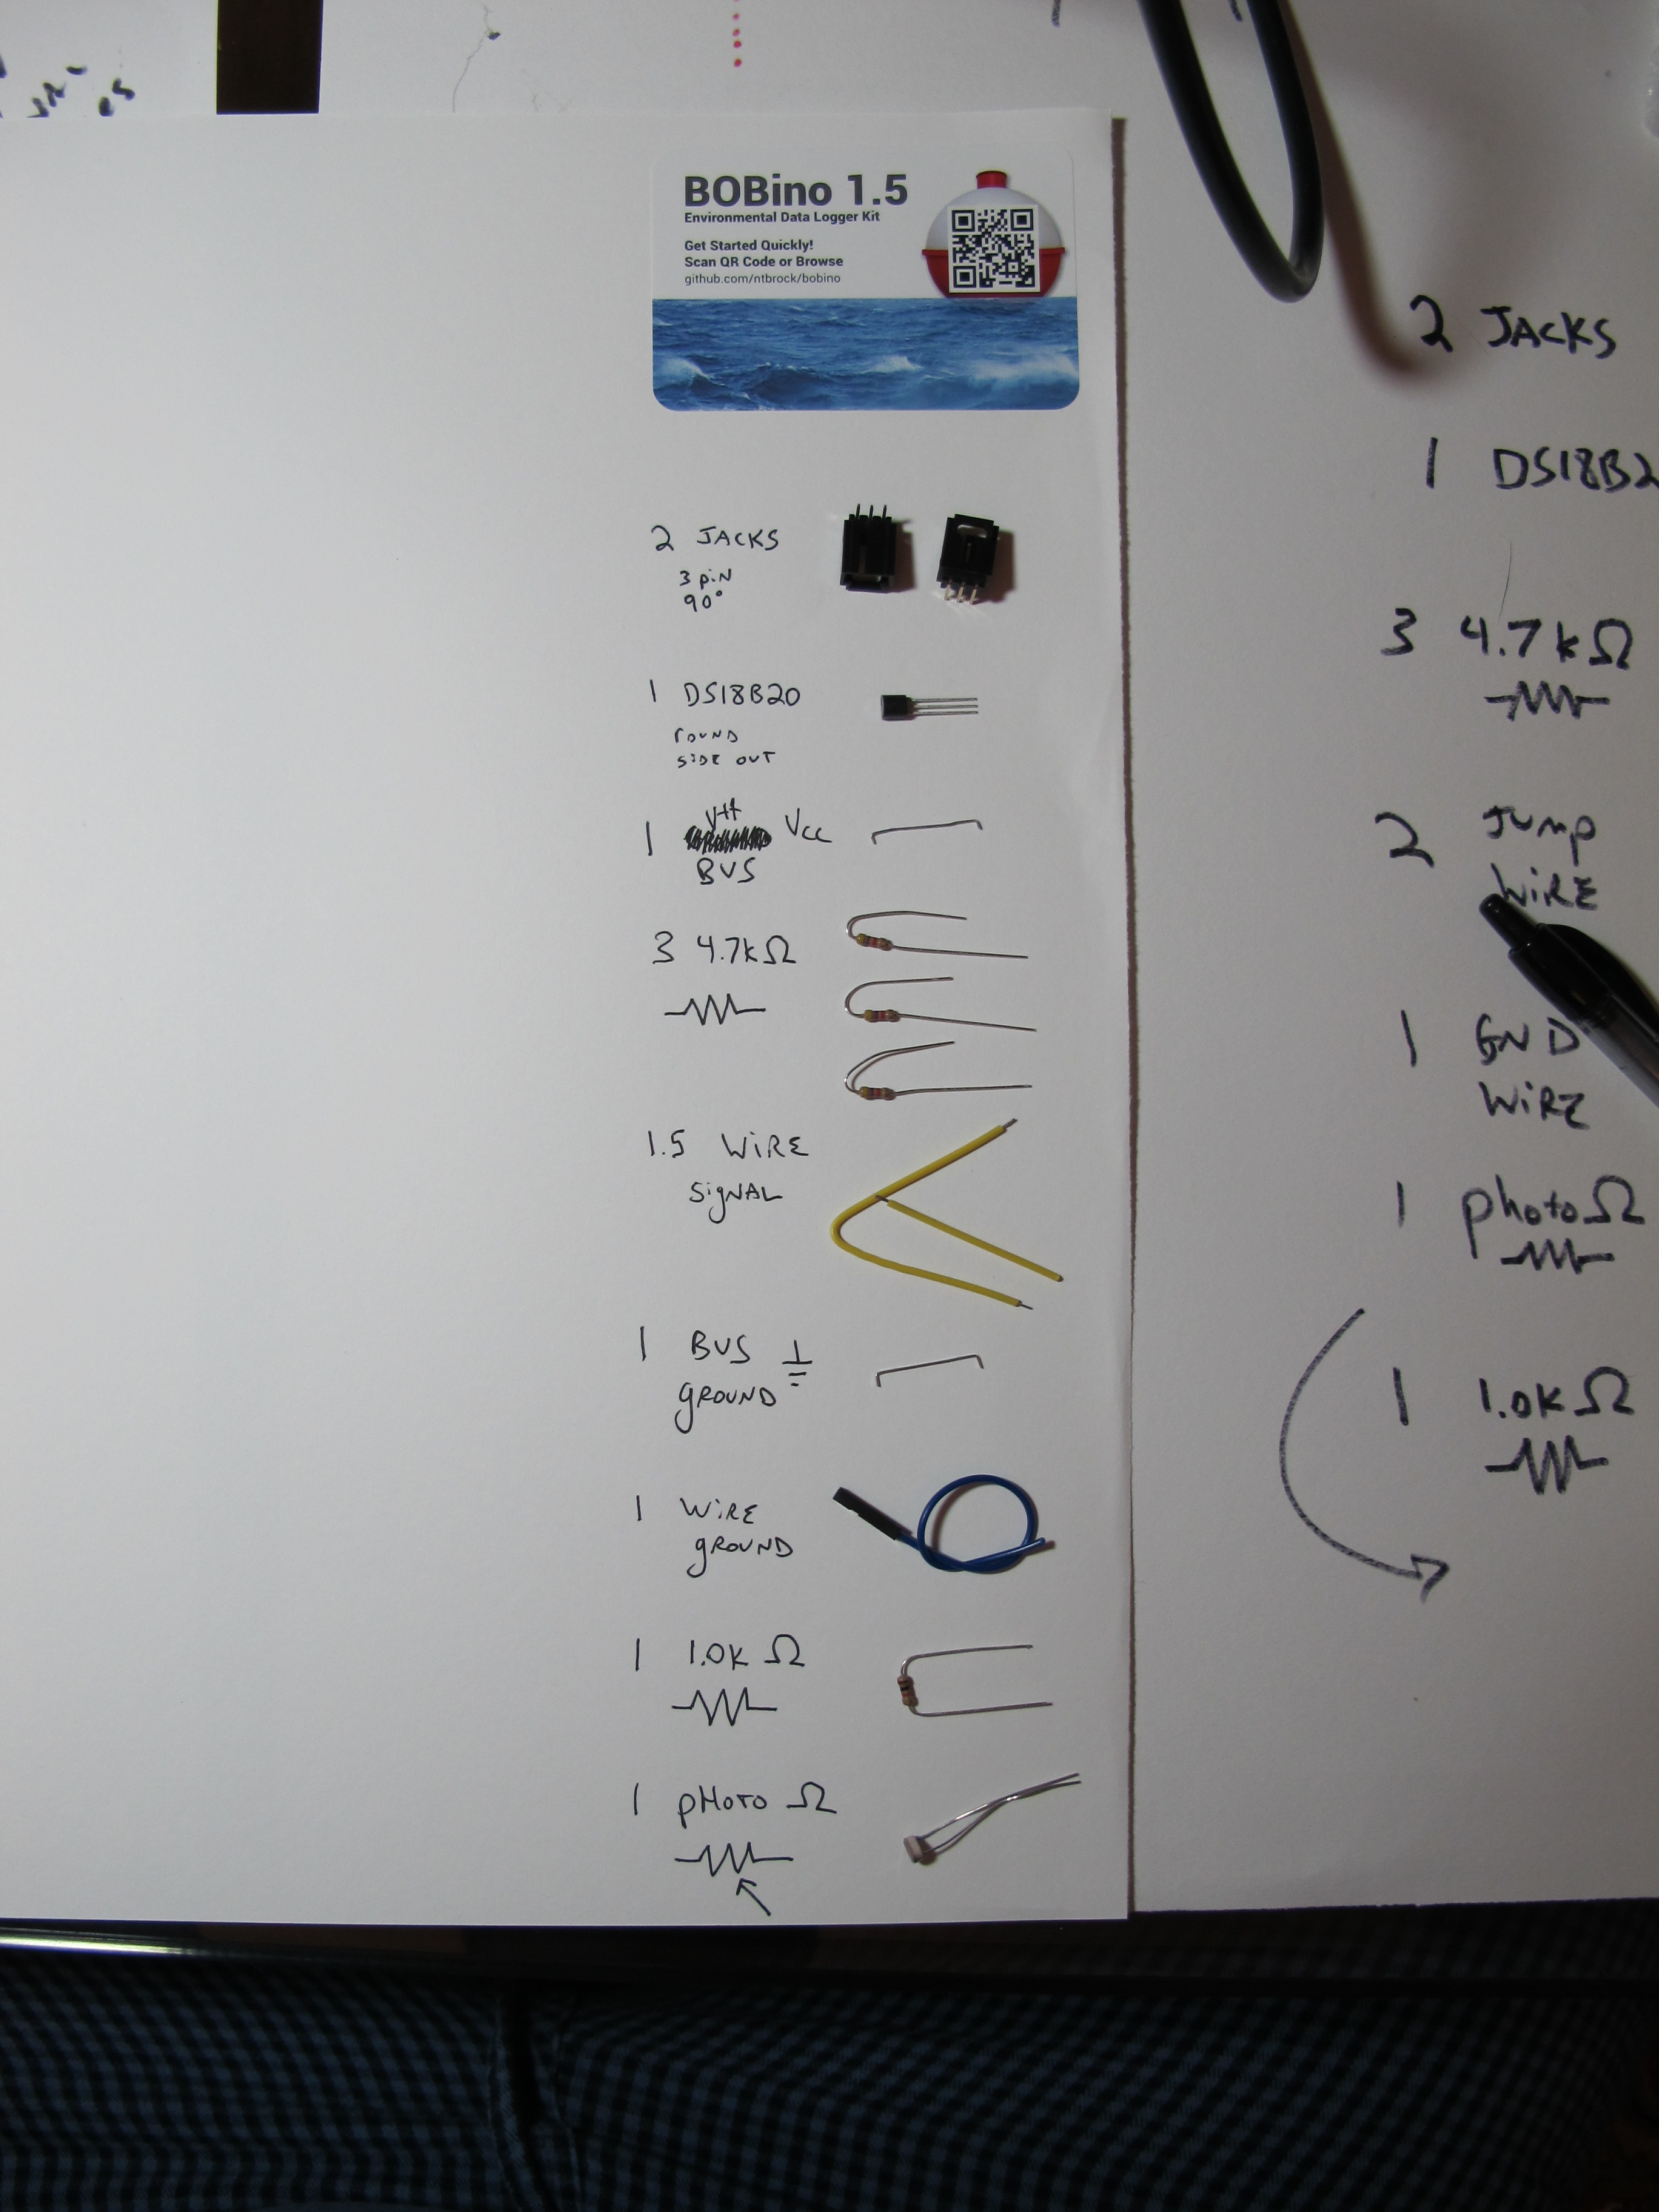 BOBino 1.5
Environmental Data Logger Kit
Get Started Quickly!
Scan QR Code or Browse
github.com/ntbrock/bobino
2 JACKS
3 pin
90°
1 DS18B20
round
side out
1 Vcc
BUS
3 4.7kΩ
1.5 WiRE
SigNAL
1 BUS
gROUND
1 WiRE
gROUND
1 1.0K Ω
1 pHoto Ω
2 JACKS
1 DS18B2
3 4.7kΩ
2 Jump
WiRE
1 GND
WiRE
1 photoΩ
1 1.0KΩ